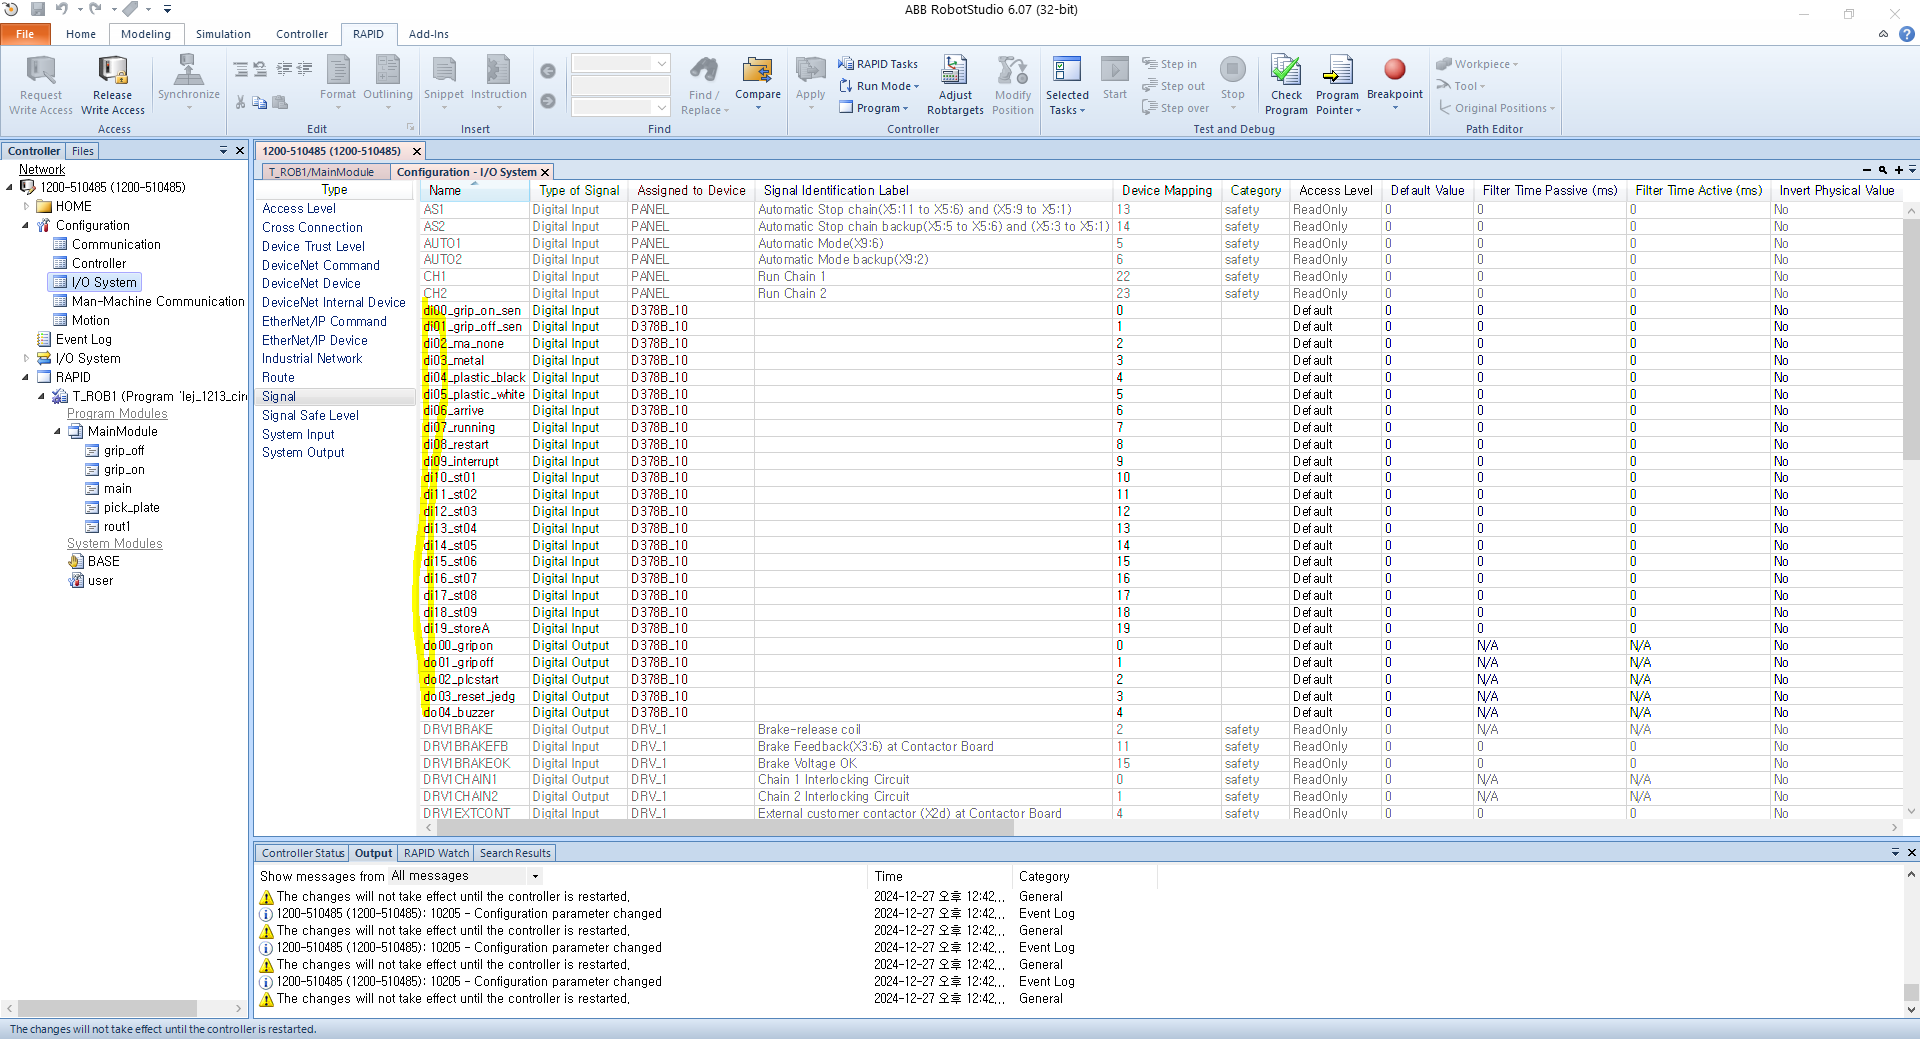 ABB RobotStudio 6.07 (32-bit)
File Home Modeling Simulation Controller RAPID Add-Ins
Request Write Access
Release Write Access
Access
Synchronize
Format
Outlining
Edit
Snippet
Instruction
Insert
Find / Replace
Compare
Find
Apply
RAPID Tasks
Run Mode
Program
Adjust Robtargets
Modify Position
Controller
Selected Tasks
Start
Step in
Step out
Step over
Stop
Check Program
Program Pointer
Breakpoint
Test and Debug
Workpiece
Tool
Original Positions
Path Editor
Controller Files
Network
1200-510485 (1200-510485)
HOME
Configuration
Communication
Controller
I/O System
Man-Machine Communication
Motion
Event Log
I/O System
RAPID
T_ROB1 (Program 'lej_1213_cir
Program Modules
MainModule
grip_off
grip_on
main
pick_plate
rout1
System Modules
BASE
user
1200-510485 (1200-510485)
T_ROB1/MainModule Configuration - I/O System
Type
Access Level
Cross Connection
Device Trust Level
DeviceNet Command
DeviceNet Device
DeviceNet Internal Device
EtherNet/IP Command
EtherNet/IP Device
Industrial Network
Route
Signal
Signal Safe Level
System Input
System Output
Name Type of Signal Assigned to Device Signal Identification Label Device Mapping Category Access Level Default Value Filter Time Passive (ms) Filter Time Active (ms) Invert Physical Value
AS1 Digital Input PANEL Automatic Stop chain(X5:11 to X5:6) and (X5:9 to X5:1) 13 safety ReadOnly 0 0 0 No
AS2 Digital Input PANEL Automatic Stop chain backup(X5:5 to X5:6) and (X5:3 to X5:1) 14 safety ReadOnly 0 0 0 No
AUTO1 Digital Input PANEL Automatic Mode(X9:6) 5 safety ReadOnly 0 0 0 No
AUTO2 Digital Input PANEL Automatic Mode backup(X9:2) 6 safety ReadOnly 0 0 0 No
CH1 Digital Input PANEL Run Chain 1 22 safety ReadOnly 0 0 0 No
CH2 Digital Input PANEL Run Chain 2 23 safety ReadOnly 0 0 0 No
di00_grip_on_sen Digital Input D378B_10 0 Default 0 0 0 No
di01_grip_off_sen Digital Input D378B_10 1 Default 0 0 0 No
di02_ma_none Digital Input D378B_10 2 Default 0 0 0 No
di03_metal Digital Input D378B_10 3 Default 0 0 0 No
di04_plastic_black Digital Input D378B_10 4 Default 0 0 0 No
di05_plastic_white Digital Input D378B_10 5 Default 0 0 0 No
di06_arrive Digital Input D378B_10 6 Default 0 0 0 No
di07_running Digital Input D378B_10 7 Default 0 0 0 No
di08_restart Digital Input D378B_10 8 Default 0 0 0 No
di09_interrupt Digital Input D378B_10 9 Default 0 0 0 No
di10_st01 Digital Input D378B_10 10 Default 0 0 0 No
di11_st02 Digital Input D378B_10 11 Default 0 0 0 No
di12_st03 Digital Input D378B_10 12 Default 0 0 0 No
di13_st04 Digital Input D378B_10 13 Default 0 0 0 No
di14_st05 Digital Input D378B_10 14 Default 0 0 0 No
di15_st06 Digital Input D378B_10 15 Default 0 0 0 No
di16_st07 Digital Input D378B_10 16 Default 0 0 0 No
di17_st08 Digital Input D378B_10 17 Default 0 0 0 No
di18_st09 Digital Input D378B_10 18 Default 0 0 0 No
di19_storeA Digital Input D378B_10 19 Default 0 0 0 No
do00_gripon Digital Output D378B_10 0 Default 0 N/A N/A No
do01_gripoff Digital Output D378B_10 1 Default 0 N/A N/A No
do02_plcstart Digital Output D378B_10 2 Default 0 N/A N/A No
do03_reset_jedg Digital Output D378B_10 3 Default 0 N/A N/A No
do04_buzzer Digital Output D378B_10 4 Default 0 N/A N/A No
DRV1BRAKE Digital Output DRV_1 Brake-release coil 2 safety ReadOnly 0 N/A N/A No
DRV1BRAKEFB Digital Input DRV_1 Brake Feedback(X3:6) at Contactor Board 11 safety ReadOnly 0 0 0 No
DRV1BRAKEOK Digital Input DRV_1 Brake Voltage OK 15 safety ReadOnly 0 0 0 No
DRV1CHAIN1 Digital Output DRV_1 Chain 1 Interlocking Circuit 0 safety ReadOnly 0 N/A N/A No
DRV1CHAIN2 Digital Output DRV_1 Chain 2 Interlocking Circuit 1 safety ReadOnly 0 N/A N/A No
DRV1EXTCONT Digital Input DRV_1 External customer contactor (X2d) at Contactor Board 4 safety ReadOnly 0 0 0 No
Controller Status Output RAPID Watch Search Results
Show messages from All messages Time Category
The changes will not take effect until the controller is restarted. 2024-12-27 오후 12:42... General
1200-510485 (1200-510485): 10205 - Configuration parameter changed 2024-12-27 오후 12:42... Event Log
The changes will not take effect until the controller is restarted. 2024-12-27 오후 12:42... General
1200-510485 (1200-510485): 10205 - Configuration parameter changed 2024-12-27 오후 12:42... Event Log
The changes will not take effect until the controller is restarted. 2024-12-27 오후 12:42... General
1200-510485 (1200-510485): 10205 - Configuration parameter changed 2024-12-27 오후 12:42... Event Log
The changes will not take effect until the controller is restarted. 2024-12-27 오후 12:42... General
The changes will not take effect until the controller is restarted.